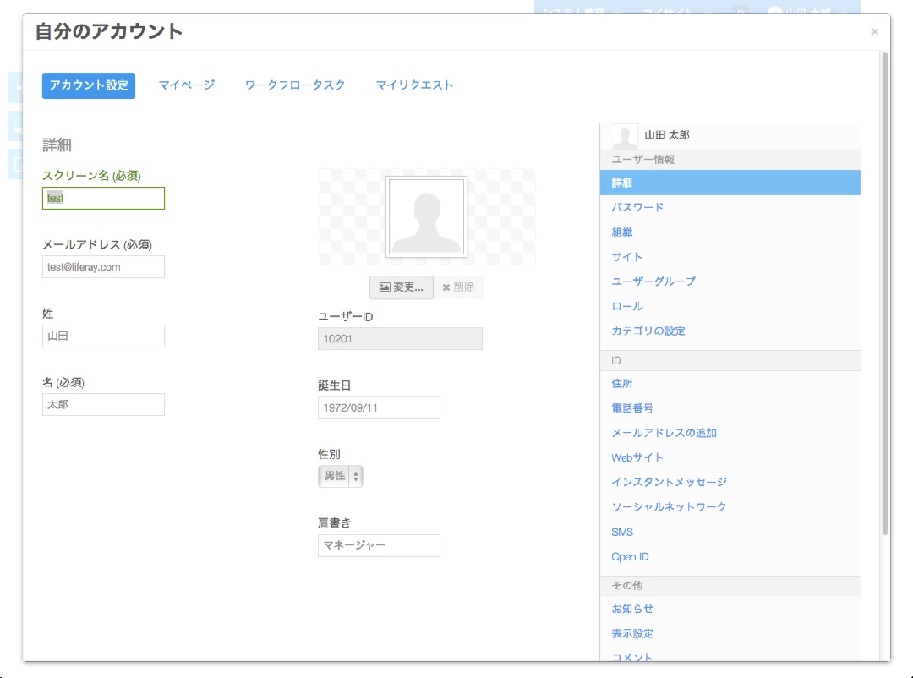 自分のアカウント
×
アカウント設定 マイページ ワークフロータスク マイリクエスト
詳細
スクリーン名 (必須)
test
メールアドレス (必須)
test@liferay.com
姓
山田
名 (必須)
太郎
変更... 削除
ユーザーID
10201
誕生日
1972/09/11
性別
男性
肩書き
マネージャー
山田 太郎
ユーザー情報
詳細
パスワード
組織
サイト
ユーザーグループ
ロール
カテゴリの設定
ID
住所
電話番号
メールアドレスの追加
Webサイト
インスタントメッセージ
ソーシャルネットワーク
SMS
Open ID
その他
お知らせ
表示設定
コメント